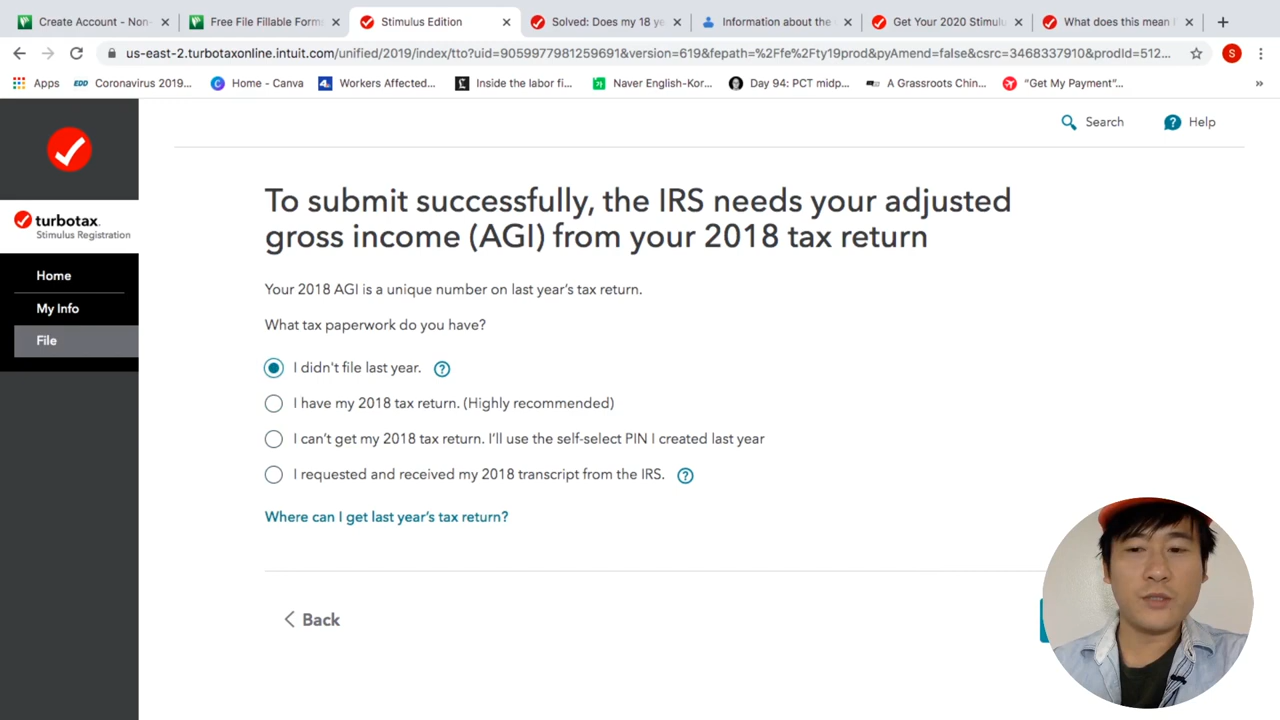 Create Account - Non-
Free File Fillable Forms
Stimulus Edition
Solved: Does my 18 ye
Information about the
Get Your 2020 Stimulu
What does this mean i
us-east-2.turbotaxonline.intuit.com/unified/2019/index/tto?uid=9059977981259691&version=619&fepath=%2Ffe%2Fty19prod&pyAmend=false&csrc=3468337910&prodId=512...
S
Apps
EDD Coronavirus 2019...
Home - Canva
Workers Affected...
Inside the labor fi...
Naver English-Kor...
Day 94: PCT midp...
A Grassroots Chin...
“Get My Payment”...
»
Search
Help
turbotax.
Stimulus Registration
Home
My Info
File
To submit successfully, the IRS needs your adjusted
gross income (AGI) from your 2018 tax return
Your 2018 AGI is a unique number on last year’s tax return.
What tax paperwork do you have?
I didn't file last year. ?
I have my 2018 tax return. (Highly recommended)
I can’t get my 2018 tax return. I’ll use the self-select PIN I created last year
I requested and received my 2018 transcript from the IRS. ?
Where can I get last year’s tax return?
Back